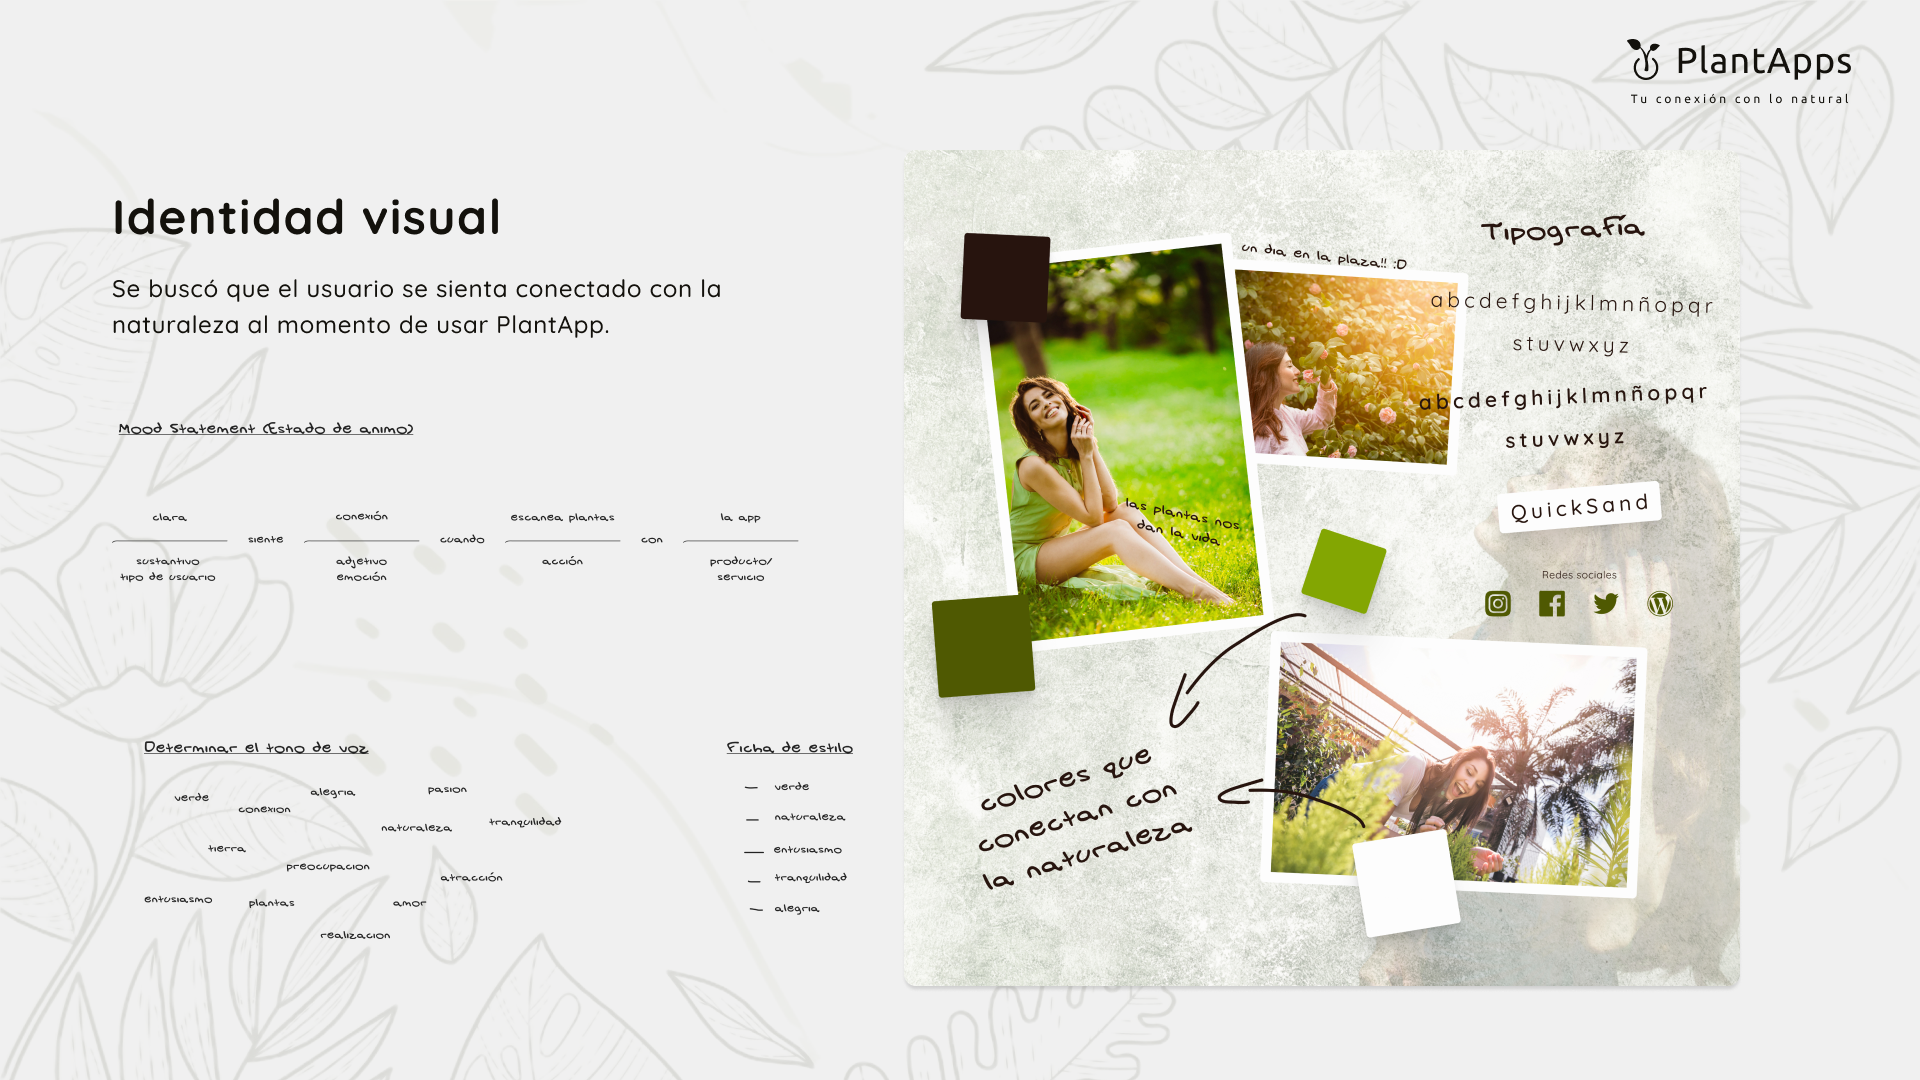 PlantApps
Tu conexión con lo natural
Identidad visual
Se buscó que el usuario se sienta conectado con la
naturaleza al momento de usar PlantApp.
Mood Statement (Estado de animo)
clara siente conexión cuando escanea plantas con la app
sustantivo
tipo de usuario
adjetivo
emoción
acción
producto/
servicio
Determinar el tono de voz
verde
conexion
alegria
pasion
naturaleza
tranquilidad
tierra
preocupacion
atracción
entusiasmo
plantas
amor
realizacion
Ficha de estilo
— verde
— naturaleza
— entusiasmo
— tranquilidad
— alegria
un dia en la plaza!! :D
las plantas nos
dan la vida
Tipografía
abcdefghijklmnñopqr
stuvwxyz
abcdefghijklmnñopqr
stuvwxyz
QuickSand
Redes sociales
colores que
conectan con
la naturaleza